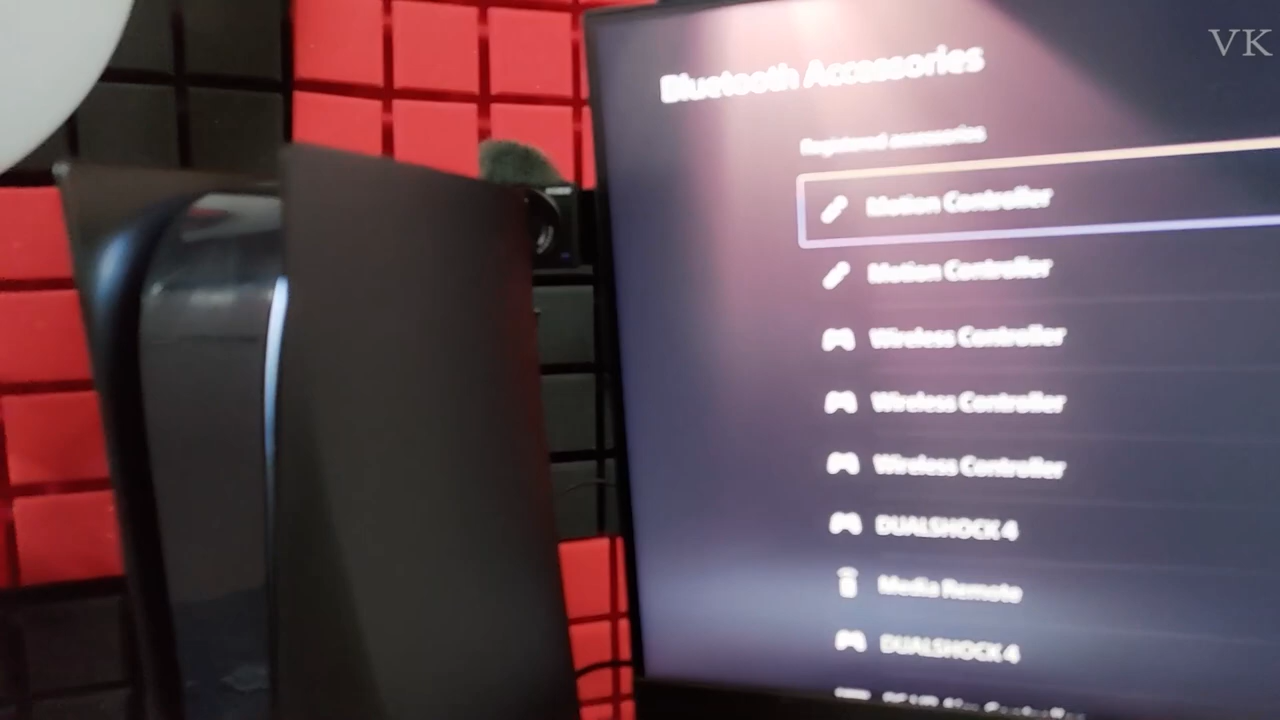 VK
Bluetooth Accessories
Registered accessories
Motion Controller
Motion Controller
Wireless Controller
Wireless Controller
Wireless Controller
DUALSHOCK 4
Media Remote
DUALSHOCK 4